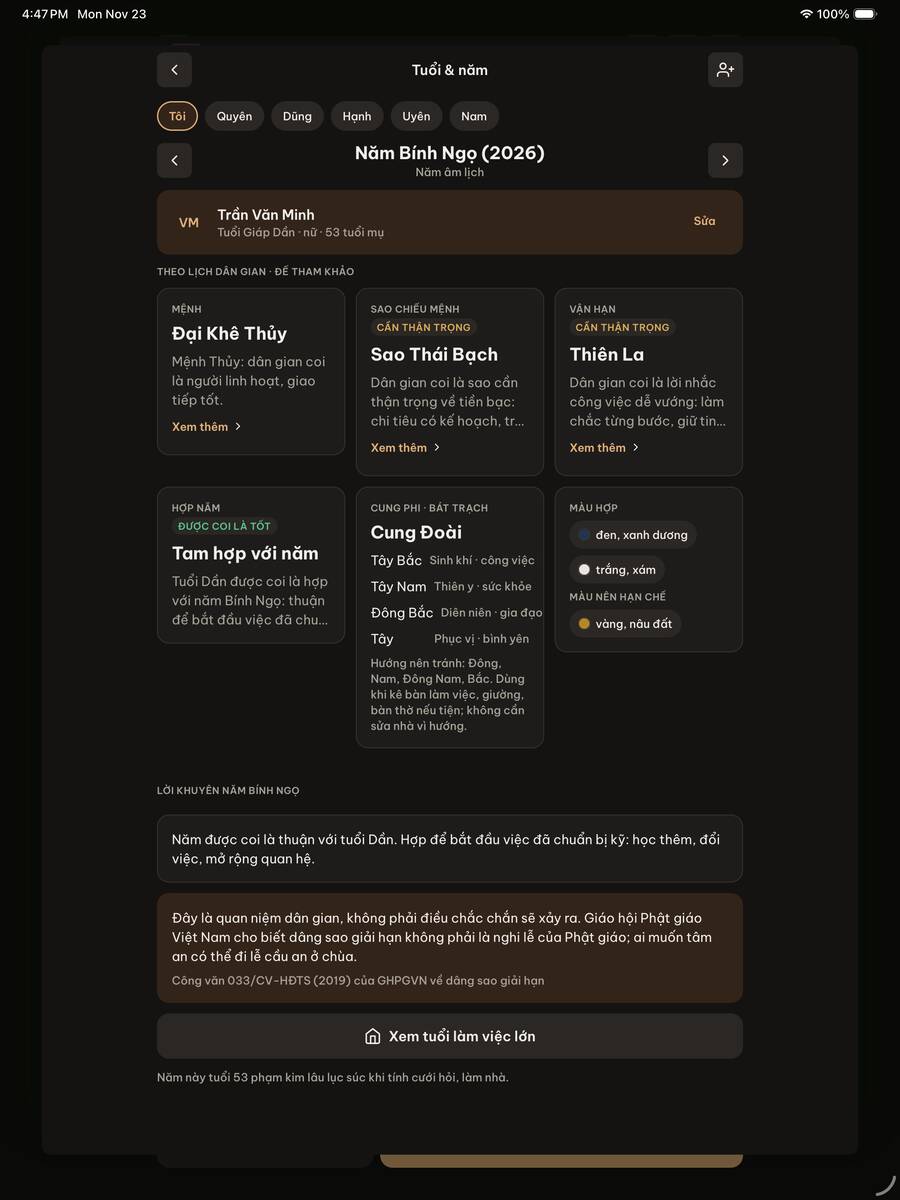 4:47 PM Mon Nov 23
100%
Tuổi & năm
Tôi
Quyên
Dũng
Hạnh
Uyên
Nam
Năm Bính Ngọ (2026)
Năm âm lịch
VM
Trần Văn Minh
Tuổi Giáp Dần · nữ · 53 tuổi mụ
Sửa
THEO LỊCH DÂN GIAN · ĐỂ THAM KHẢO
MỆNH
Đại Khê Thủy
Mệnh Thủy: dân gian coi
là người linh hoạt, giao
tiếp tốt.
Xem thêm
SAO CHIẾU MỆNH
CẦN THẬN TRỌNG
Sao Thái Bạch
Dân gian coi là sao cần
thận trọng về tiền bạc:
chi tiêu có kế hoạch, tr...
Xem thêm
VẬN HẠN
CẦN THẬN TRỌNG
Thiên La
Dân gian coi là lời nhắc
công việc dễ vướng: làm
chắc từng bước, giữ tin...
Xem thêm
HỢP NĂM
ĐƯỢC COI LÀ TỐT
Tam hợp với năm
Tuổi Dần được coi là hợp
với năm Bính Ngọ: thuận
để bắt đầu việc đã chu...
CUNG PHI · BÁT TRẠCH
Cung Đoài
Tây Bắc Sinh khí · công việc
Tây Nam Thiên y · sức khỏe
Đông Bắc Diên niên · gia đạo
Tây Phục vị · bình yên
Hướng nên tránh: Đông,
Nam, Đông Nam, Bắc. Dùng
khi kê bàn làm việc, giường,
bàn thờ nếu tiện; không cần
sửa nhà vì hướng.
MÀU HỢP
đen, xanh dương
trắng, xám
MÀU NÊN HẠN CHẾ
vàng, nâu đất
LỜI KHUYÊN NĂM BÍNH NGỌ
Năm được coi là thuận với tuổi Dần. Hợp để bắt đầu việc đã chuẩn bị kỹ: học thêm, đổi
việc, mở rộng quan hệ.
Đây là quan niệm dân gian, không phải điều chắc chắn sẽ xảy ra. Giáo hội Phật giáo
Việt Nam cho biết dâng sao giải hạn không phải là nghi lễ của Phật giáo; ai muốn tâm
an có thể đi lễ cầu an ở chùa.
Công văn 033/CV-HĐTS (2019) của GHPGVN về dâng sao giải hạn
Xem tuổi làm việc lớn
Năm này tuổi 53 phạm kim lâu lục súc khi tính cưới hỏi, làm nhà.